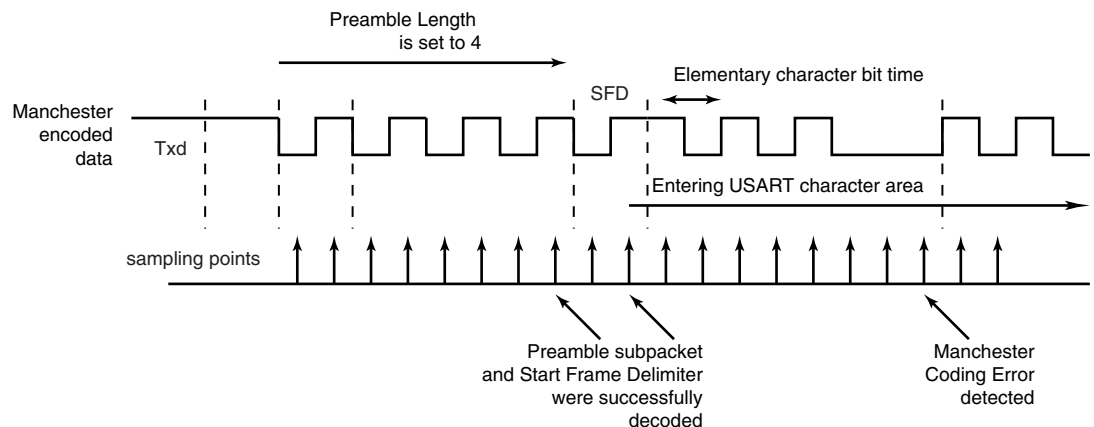 Preamble Length
is set to 4
Elementary character bit time
SFD
Manchester
encoded
data
Txd
Entering USART character area
sampling points
Preamble subpacket
and Start Frame Delimiter
were successfully
decoded
Manchester
Coding Error
detected